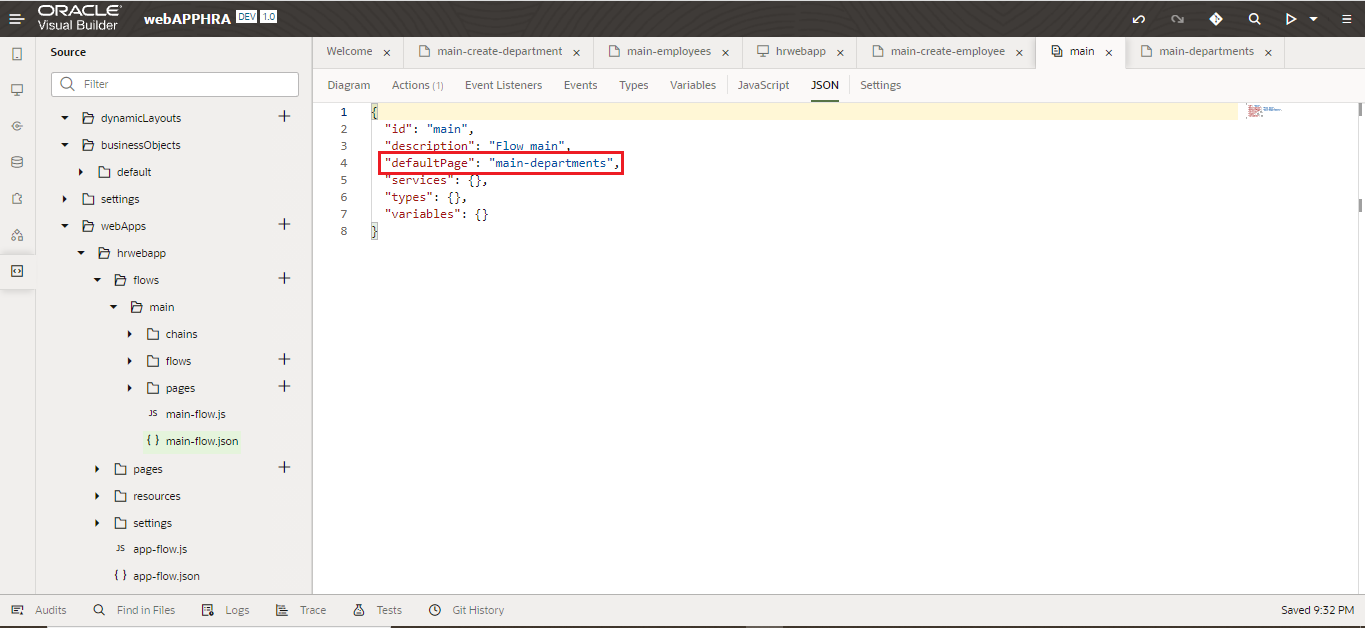 ORACLE
Visual Builder
webAPPHRA DEV 1.0
Source
Filter
dynamicLayouts
businessObjects
default
settings
webApps
hrwebapp
flows
main
chains
flows
pages
JS main-flow.js
{ } main-flow.json
pages
resources
settings
JS app-flow.js
{ } app-flow.json
Welcome × main-create-department × main-employees × hrwebapp × main-create-employee × main × main-departments ×
Diagram Actions (1) Event Listeners Events Types Variables JavaScript JSON Settings
1 {
2 "id": "main",
3 "description": "Flow main",
4 "defaultPage": "main-departments",
5 "services": {},
6 "types": {},
7 "variables": {}
8 }
Audits Find in Files Logs Trace Tests Git History Saved 9:32 PM